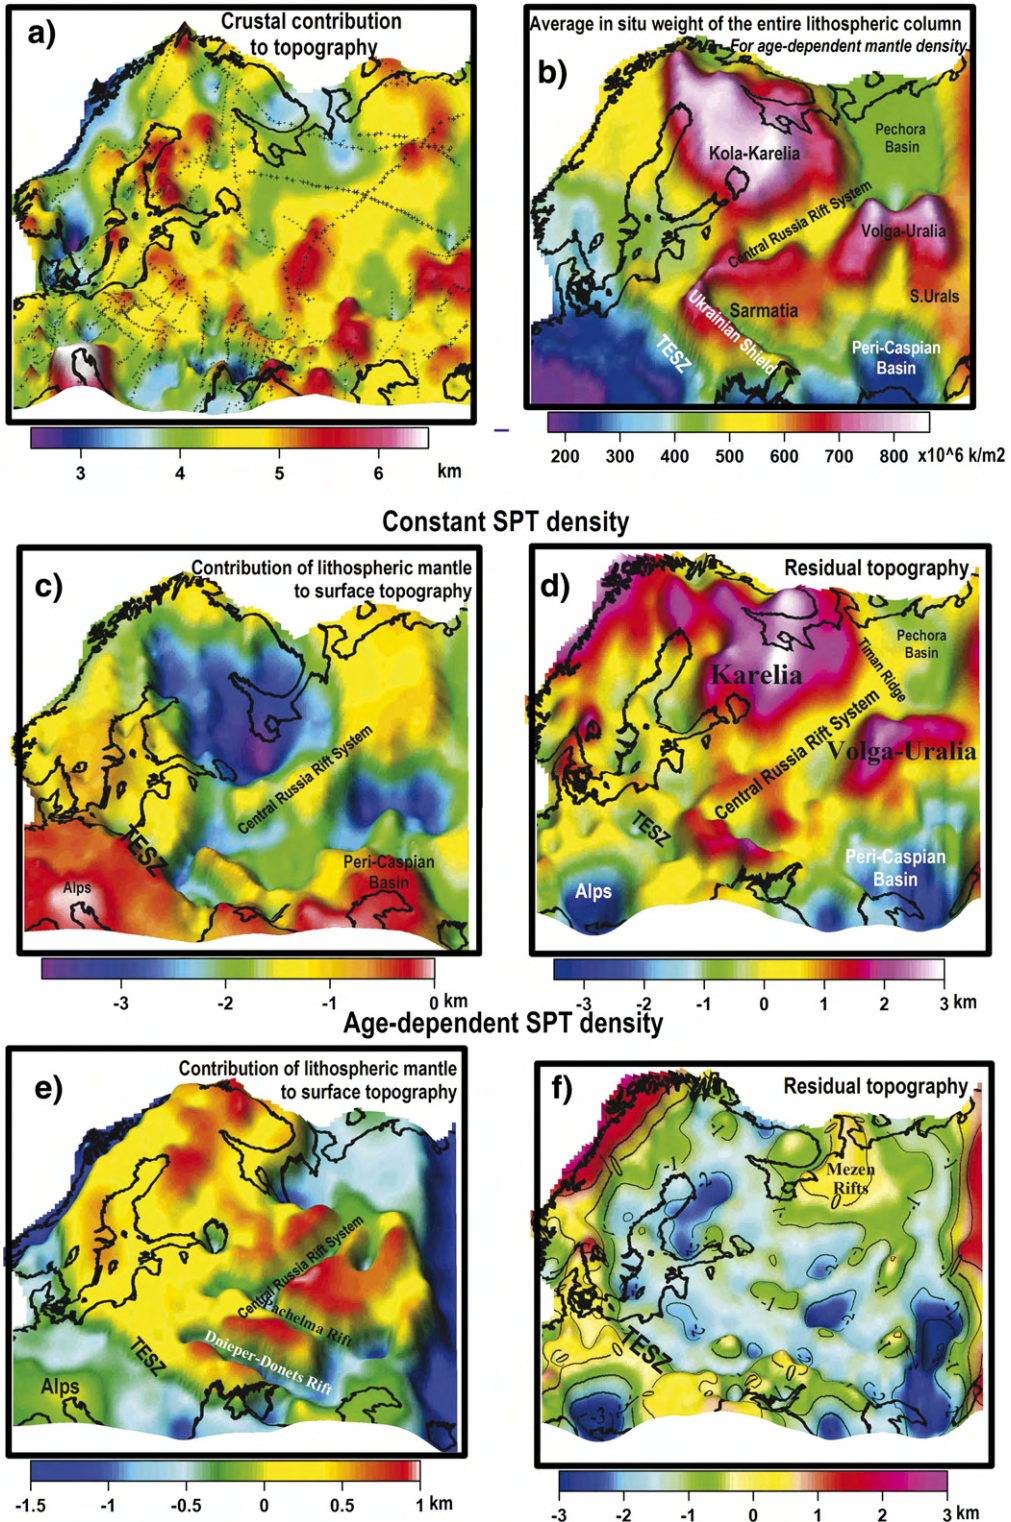 a)
Crustal contribution
to topography
3 4 5 6
km
b)
Average in situ weight of the entire lithospheric column
For age-dependent mantle density
Pechora
Basin
Kola-Karelia
Central Russia Rift System
Volga-Uralia
S.Urals
Sarmatia
Ukrainian Shield
TESZ
Peri-Caspian
Basin
200 300 400 500 600 700 800 x10^6 k/m2
Constant SPT density
c)
Contribution of lithospheric mantle
to surface topography
Central Russia Rift System
TESZ
Alps
Peri-Caspian
Basin
-3 -2 -1 0 km
d)
Residual topography
Pechora
Basin
Timan Ridge
Karelia
Central Russia Rift System
Volga-Uralia
TESZ
Alps
Peri-Caspian
Basin
-3 -2 -1 0 1 2 3 km
Age-dependent SPT density
e)
Contribution of lithospheric mantle
to surface topography
Central Russia Rift System
Pachelma Rift
Dnieper-Donets Rift
TESZ
Alps
-1.5 -1 -0.5 0 0.5 1 km
f)
Residual topography
Mezen
Rifts
TESZ
-3
-3 -2 -1 0 1 2 3 km